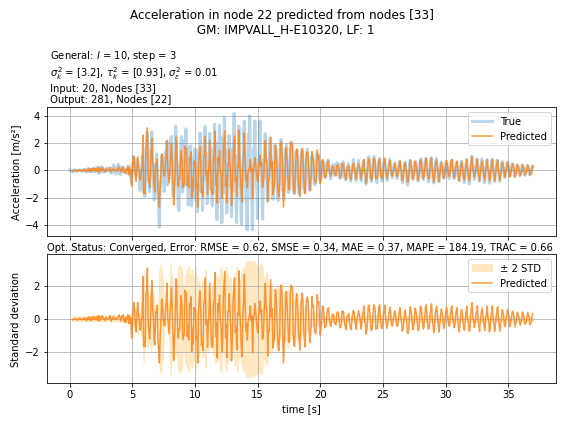 Acceleration in node 22 predicted from nodes [33]
GM: IMPVALL_H-E10320, LF: 1
General: l = 10, step = 3
σ²ₖ = [3.2], τ²ₖ = [0.93], σ²ε = 0.01
Input: 20, Nodes [33]
Output: 281, Nodes [22]
Acceleration [m/s²]
4
2
0
−2
−4
True
Predicted
Opt. Status: Converged, Error: RMSE = 0.62, SMSE = 0.34, MAE = 0.37, MAPE = 184.19, TRAC = 0.66
Standard deviation
2
0
−2
± 2 STD
Predicted
0 5 10 15 20 25 30 35
time [s]